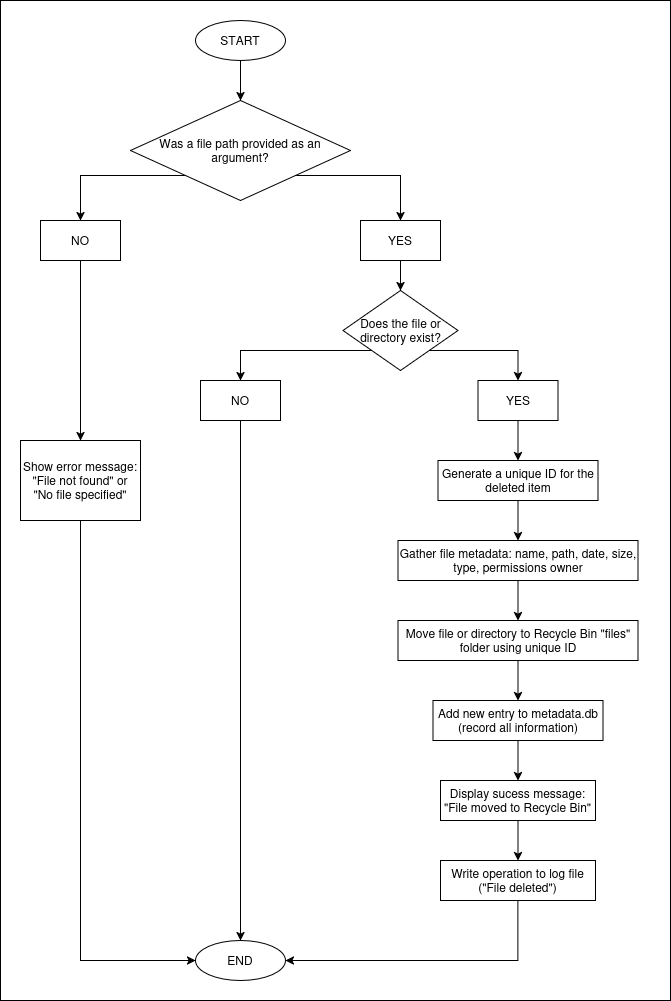 START
Was a file path provided as an
argument?
NO
YES
Does the file or
directory exist?
NO
YES
Show error message:
"File not found" or
"No file specified"
Generate a unique ID for the
deleted item
Gather file metadata: name, path, date, size,
type, permissions owner
Move file or directory to Recycle Bin "files"
folder using unique ID
Add new entry to metadata.db
(record all information)
Display sucess message:
"File moved to Recycle Bin"
Write operation to log file
("File deleted")
END